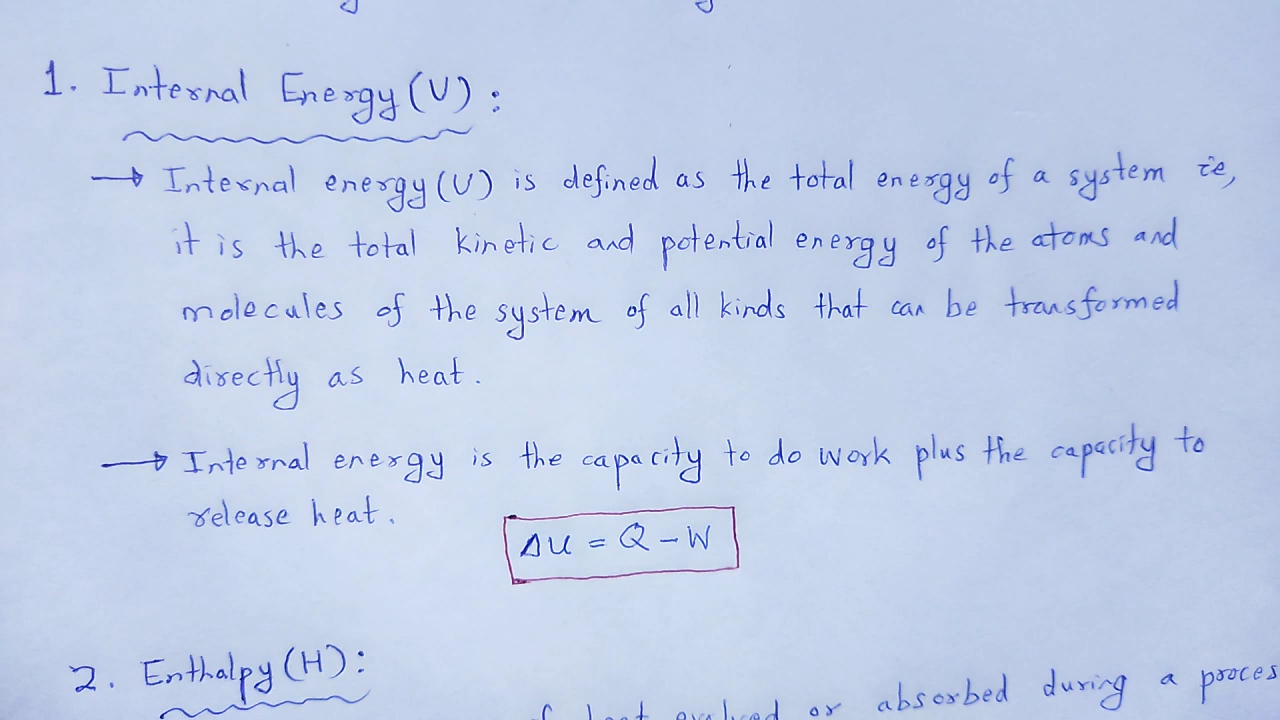 1. Internal Energy (U) :
→ Internal energy (U) is defined as the total energy of a system ie,
it is the total kinetic and potential energy of the atoms and
molecules of the system of all kinds that can be transformed
directly as heat.
→ Internal energy is the capacity to do work plus the capacity to
release heat.
ΔU = Q - W
2. Enthalpy (H) :
or absorbed during a proces